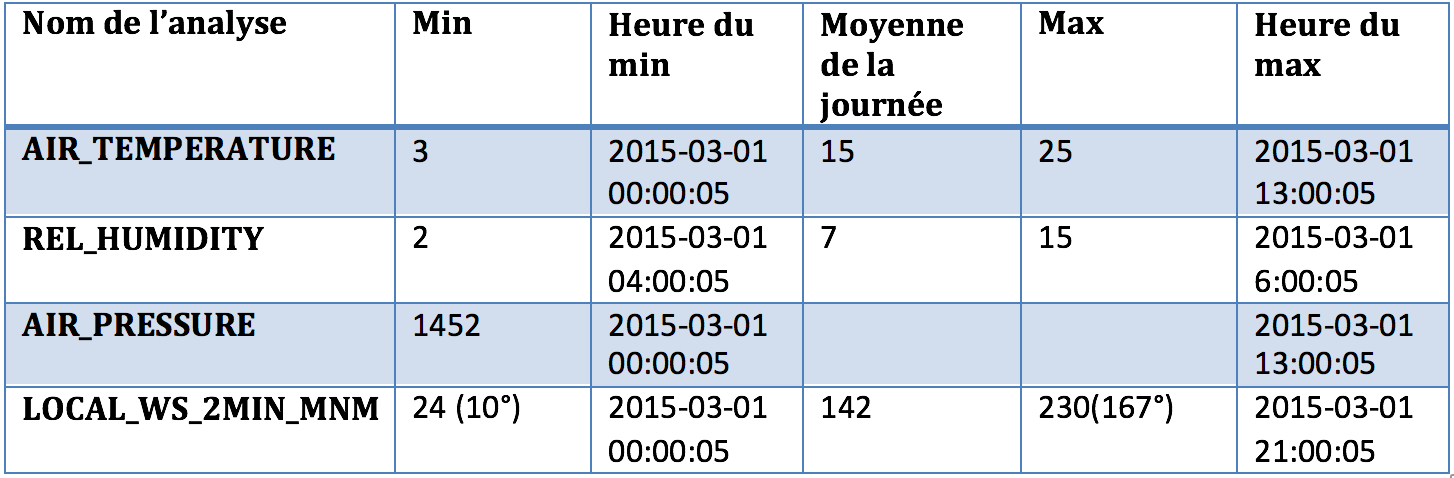 Nom de l’analyse
Min
Heure du
min
Moyenne
de la
journée
Max
Heure du
max
AIR_TEMPERATURE
3
2015-03-01
00:00:05
15
25
2015-03-01
13:00:05
REL_HUMIDITY
2
2015-03-01
04:00:05
7
15
2015-03-01
6:00:05
AIR_PRESSURE
1452
2015-03-01
00:00:05
2015-03-01
13:00:05
LOCAL_WS_2MIN_MNM
24 (10°)
2015-03-01
00:00:05
142
230(167°)
2015-03-01
21:00:05